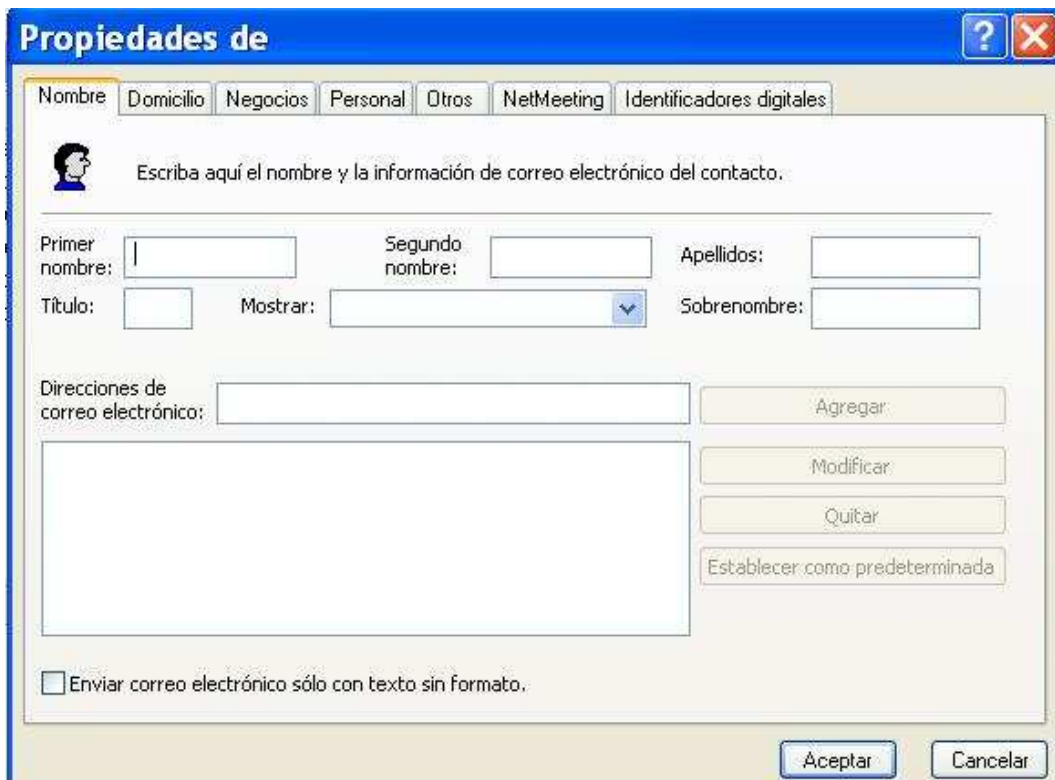 Propiedades de
Nombre Domicilio Negocios Personal Otros NetMeeting Identificadores digitales
Escriba aquí el nombre y la información de correo electrónico del contacto.
Primer nombre:
Segundo nombre:
Apellidos:
Título:
Mostrar:
Sobrenombre:
Direcciones de
correo electrónico:
Agregar
Modificar
Quitar
Establecer como predeterminada
Enviar correo electrónico sólo con texto sin formato.
Aceptar Cancelar